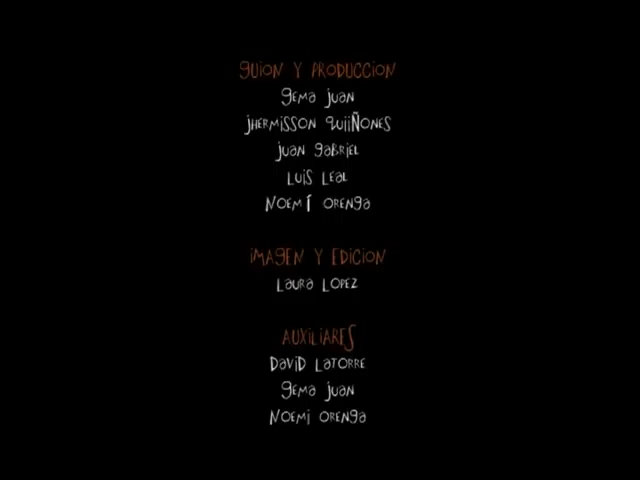 GUION Y PRODUCCION
gema juan
jhermisson quiiÑones
juan gabriel
Luis Leal
Noemí orenga
IMAGEN Y EDICION
Laura Lopez
AUXILIARES
David Latorre
gema juan
Noemi orenga